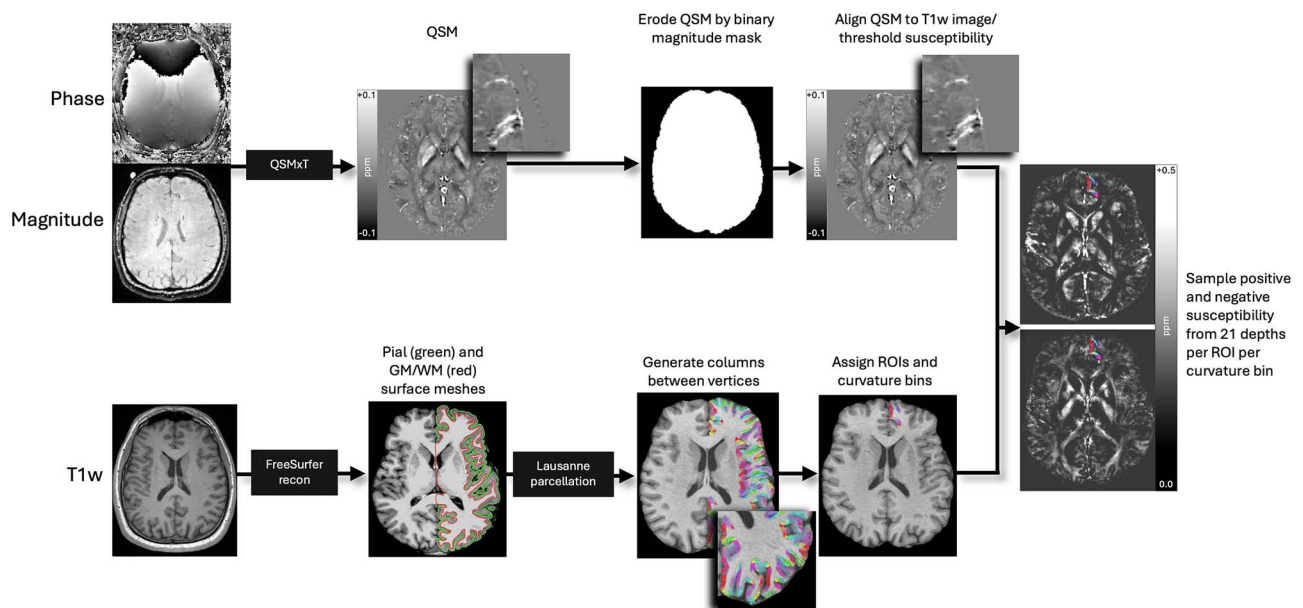 QSM
Erode QSM by binary
magnitude mask
Align QSM to T1w image/
threshold susceptibility
Phase
Magnitude
QSMxT
+0.1
ppm
-0.1
+0.1
ppm
-0.1
+0.5
ppm
0.0
Sample positive
and negative
susceptibility
from 21 depths
per ROI per
curvature bin
Pial (green) and
GM/WM (red)
surface meshes
Generate columns
between vertices
Assign ROIs and
curvature bins
T1w
FreeSurfer
recon
Lausanne
parcellation